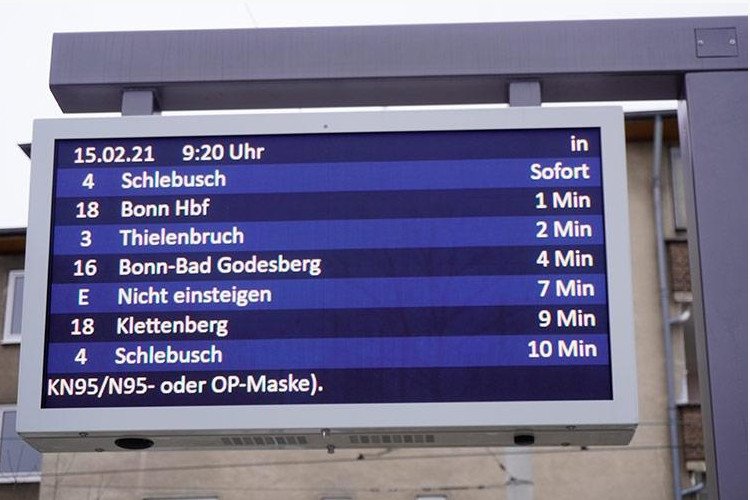 15.02.21 9:20 Uhr in
4 Schlebusch Sofort
18 Bonn Hbf 1 Min
3 Thielenbruch 2 Min
16 Bonn-Bad Godesberg 4 Min
E Nicht einsteigen 7 Min
18 Klettenberg 9 Min
4 Schlebusch 10 Min
KN95/N95- oder OP-Maske).